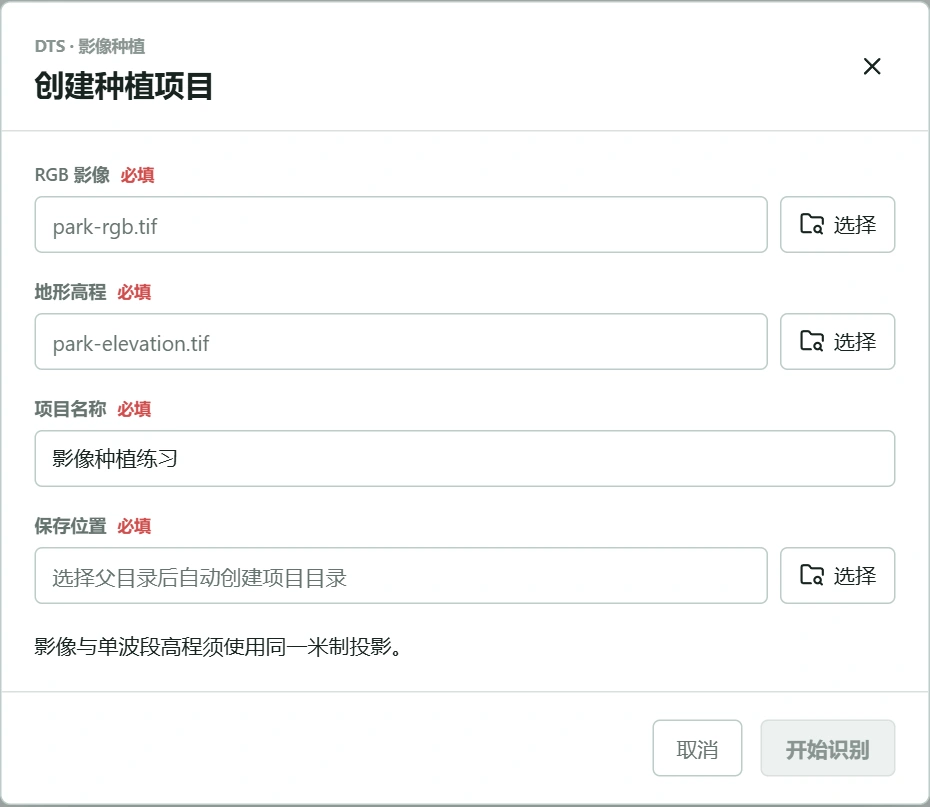 DTS · 影像种植
创建种植项目
RGB 影像 必填
park-rgb.tif
选择
地形高程 必填
park-elevation.tif
选择
项目名称 必填
影像种植练习
保存位置 必填
选择父目录后自动创建项目目录
选择
影像与单波段高程须使用同一米制投影。
取消
开始识别